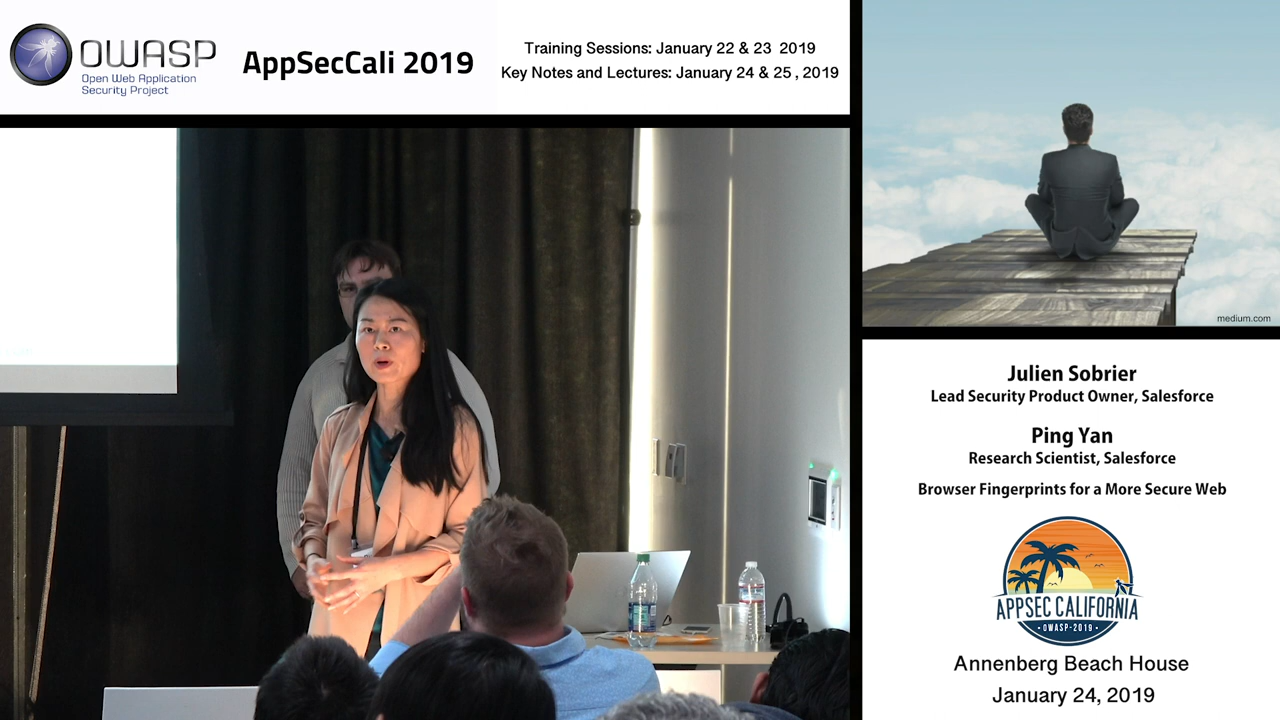 OWASP
Open Web Application
Security Project
AppSecCali 2019
Training Sessions: January 22 & 23 2019
Key Notes and Lectures: January 24 & 25 , 2019
medium.com
Julien Sobrier
Lead Security Product Owner, Salesforce
Ping Yan
Research Scientist, Salesforce
Browser Fingerprints for a More Secure Web
APPSEC CALIFORNIA
• OWASP-2019 •
Annenberg Beach House
January 24, 2019